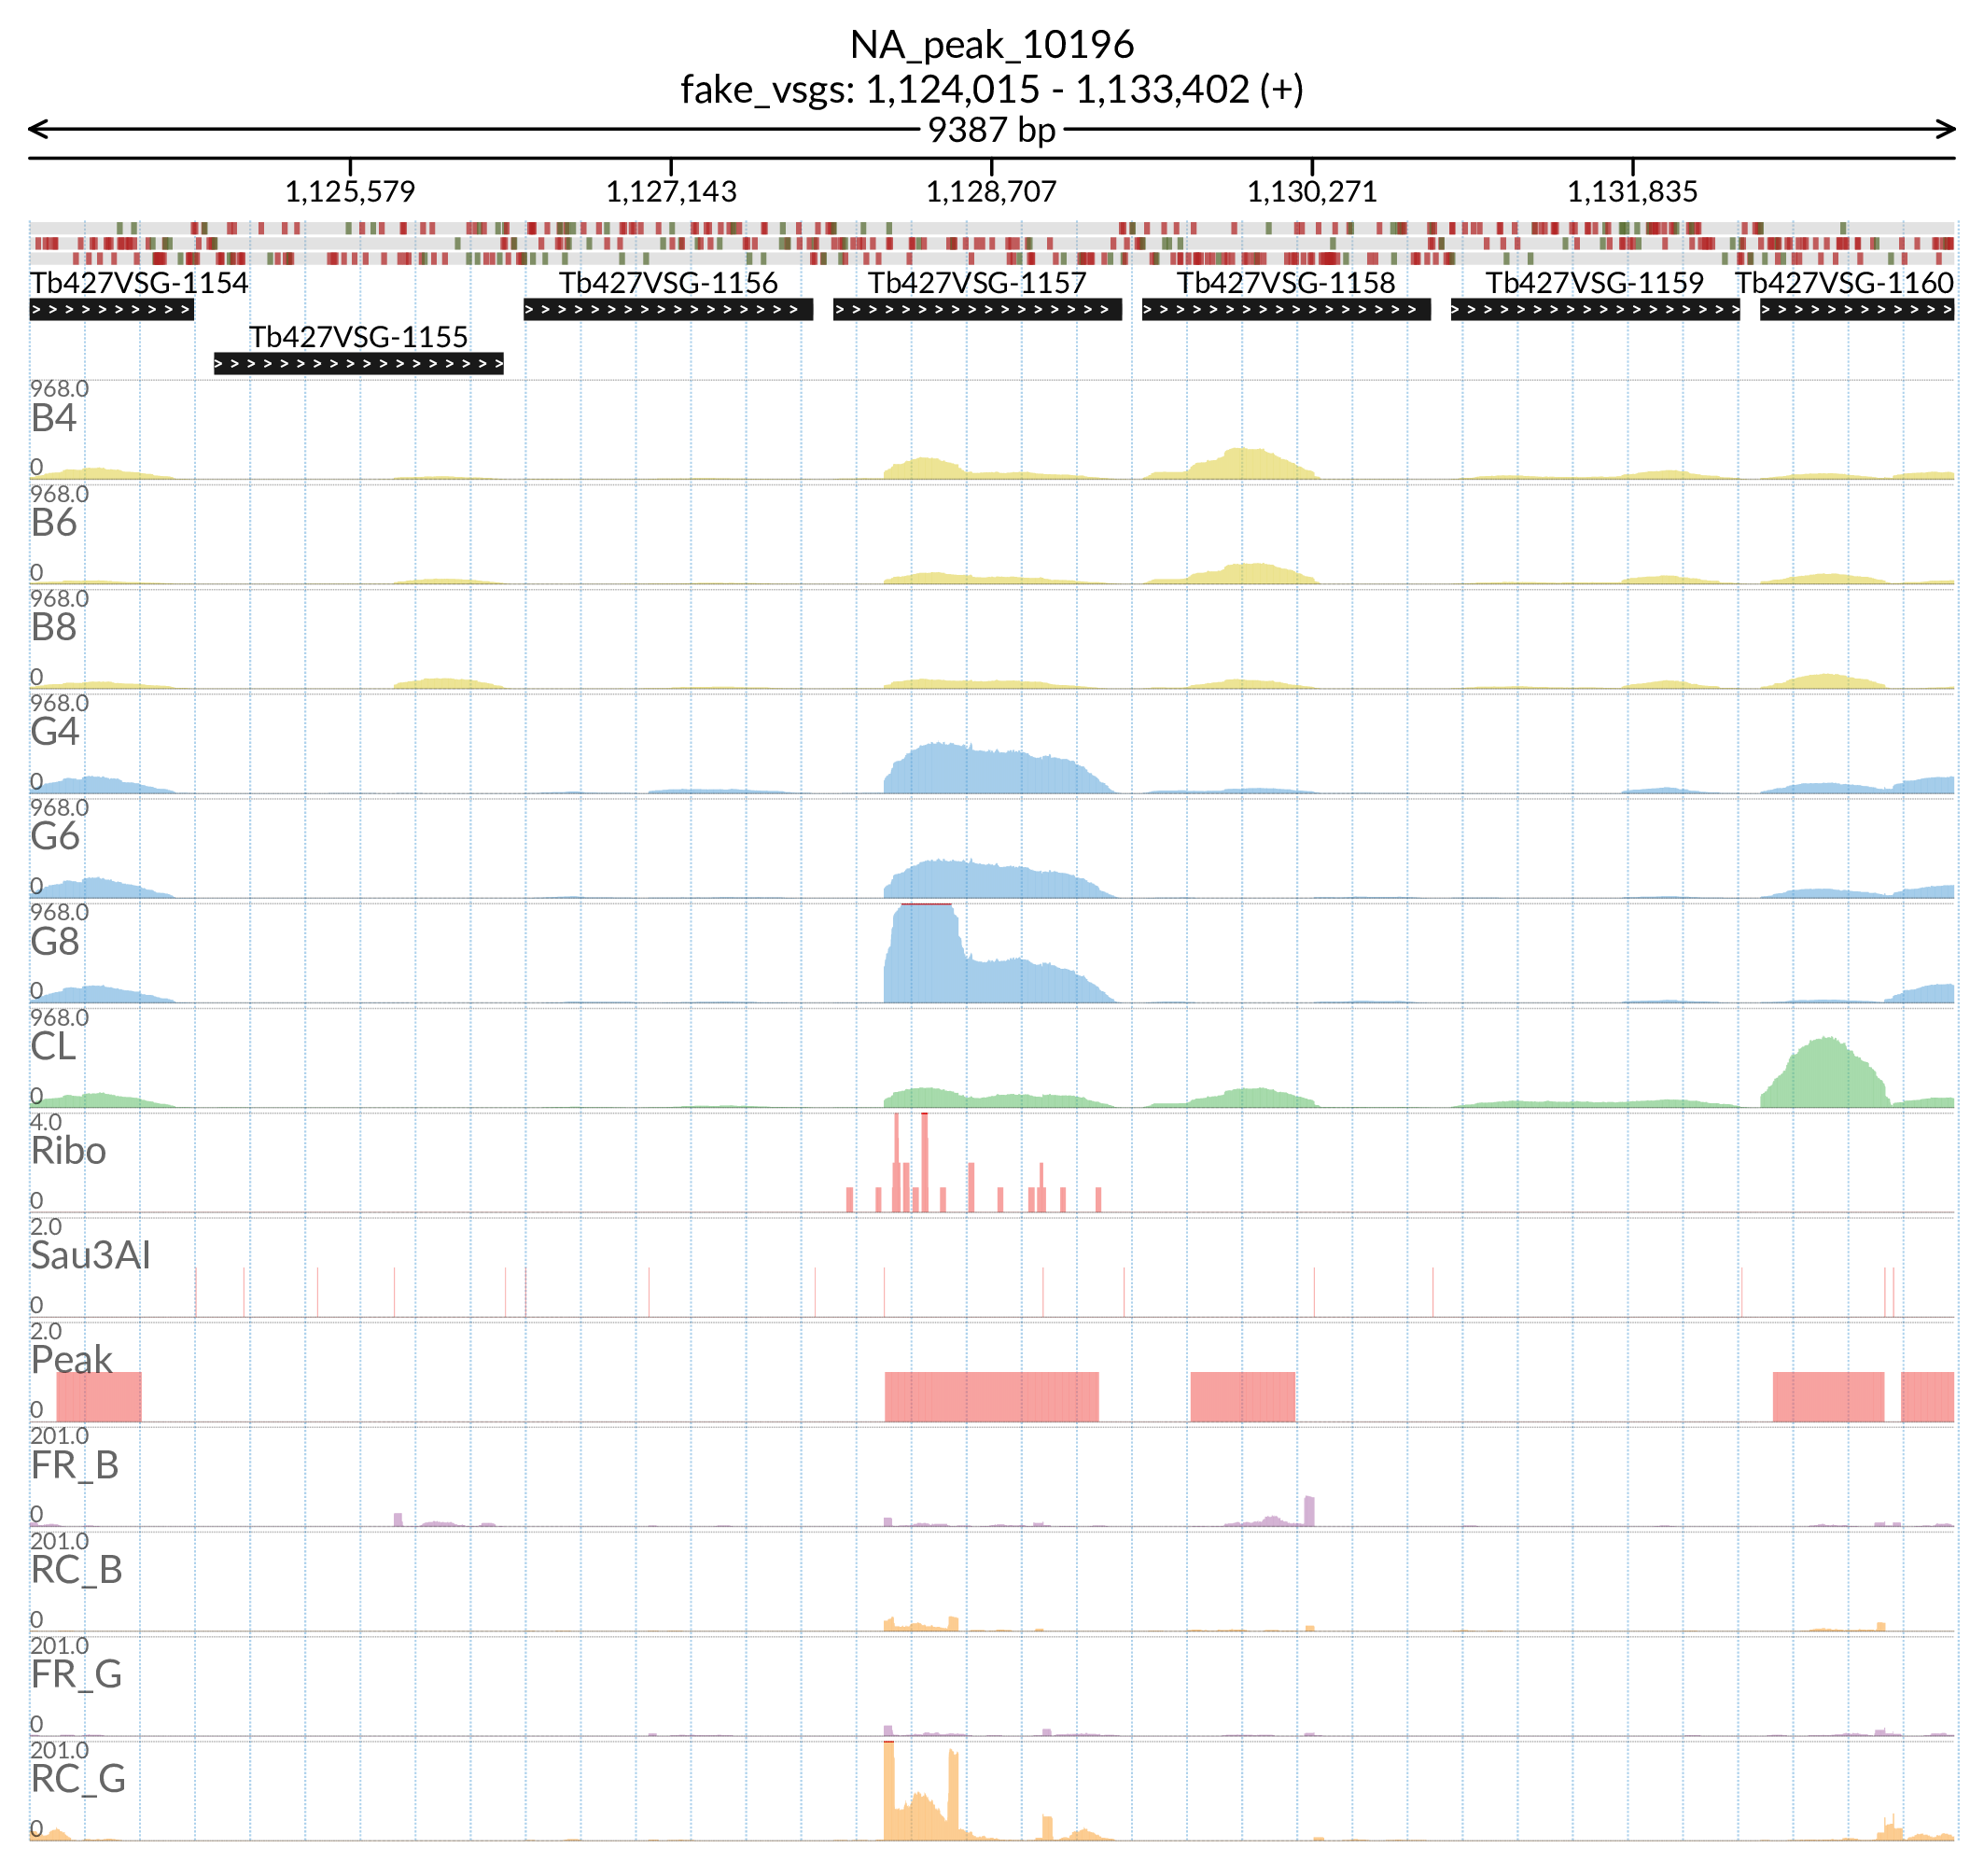 NA_peak_10196
fake_vsgs: 1,124,015 - 1,133,402 (+)
9387 bp
1,125,579 1,127,143 1,128,707 1,130,271 1,131,835
Tb427VSG-1154 Tb427VSG-1156 Tb427VSG-1157 Tb427VSG-1158 Tb427VSG-1159 Tb427VSG-1160
Tb427VSG-1155
968.0
B4
0
968.0
B6
0
968.0
B8
0
968.0
G4
0
968.0
G6
0
968.0
G8
0
968.0
CL
0
4.0
Ribo
0
2.0
Sau3AI
0
2.0
Peak
0
201.0
FR_B
0
201.0
RC_B
0
201.0
FR_G
0
201.0
RC_G
0